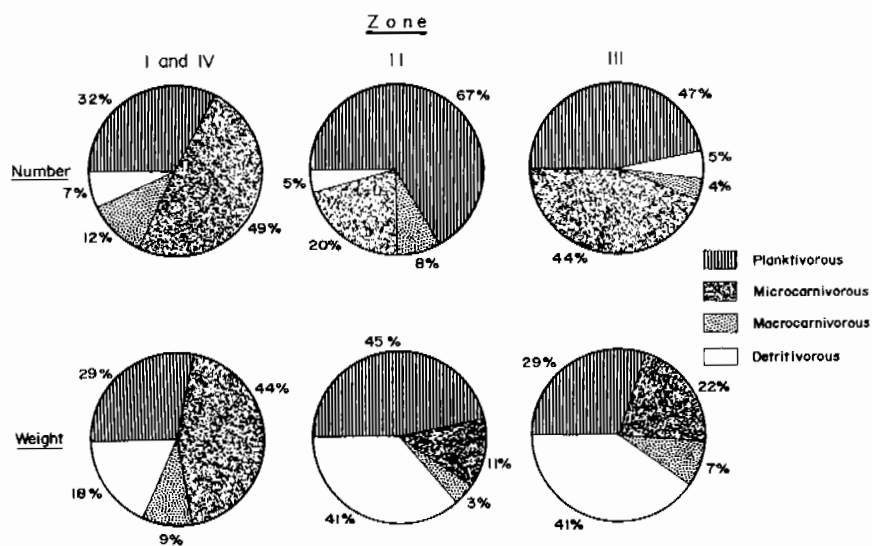 Zone
I and IV
II
III
32%
67%
47%
Number
7%
5%
5%
4%
12%
49%
20%
8%
44%
Planktivorous
Microcarnivorous
Macrocarnivorous
Detritivorous
29%
44%
45%
29%
22%
Weight
18%
9%
11%
3%
41%
7%
41%